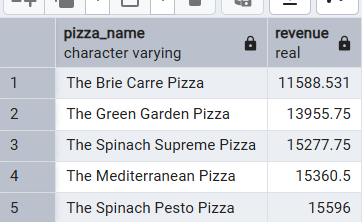 pizza_name revenue
character varying real
1 The Brie Carre Pizza 11588.531
2 The Green Garden Pizza 13955.75
3 The Spinach Supreme Pizza 15277.75
4 The Mediterranean Pizza 15360.5
5 The Spinach Pesto Pizza 15596